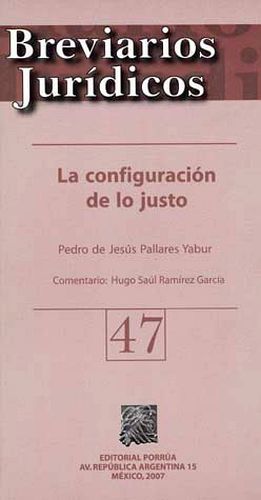 Breviarios
Jurídicos
La configuración
de lo justo
Pedro de Jesús Pallares Yabur
Comentario: Hugo Saúl Ramírez García
47
EDITORIAL PORRÚA
AV. REPÚBLICA ARGENTINA 15
MÉXICO, 2007